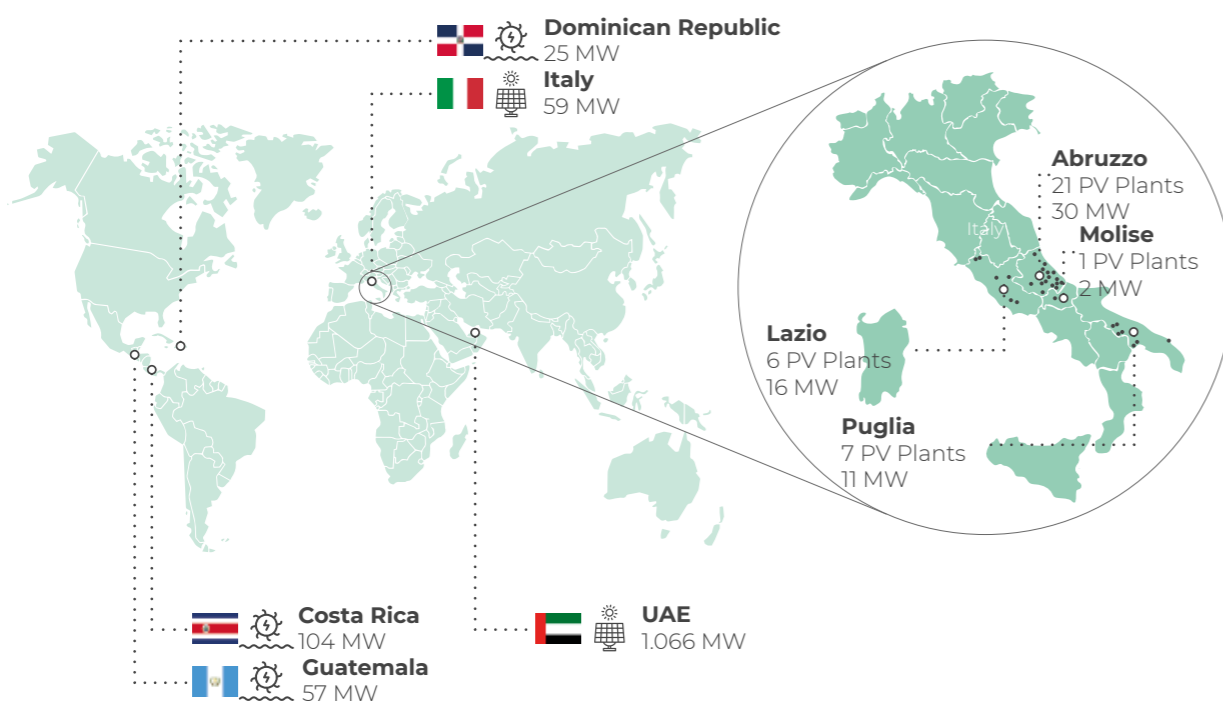 Dominican Republic
25 MW
Italy
59 MW
Abruzzo
21 PV Plants
30 MW
Molise
1 PV Plants
2 MW
Italy
Lazio
6 PV Plants
16 MW
Puglia
7 PV Plants
11 MW
Costa Rica
104 MW
Guatemala
57 MW
UAE
1.066 MW